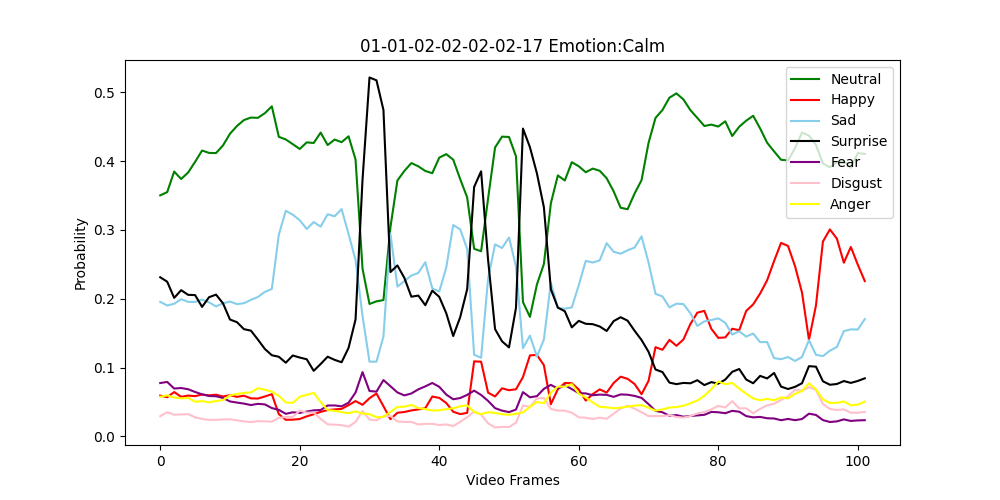 01-01-02-02-02-02-17 Emotion:Calm
Probability
0.5
0.4
0.3
0.2
0.1
0.0
0 20 40 60 80 100
Video Frames
Neutral
Happy
Sad
Surprise
Fear
Disgust
Anger